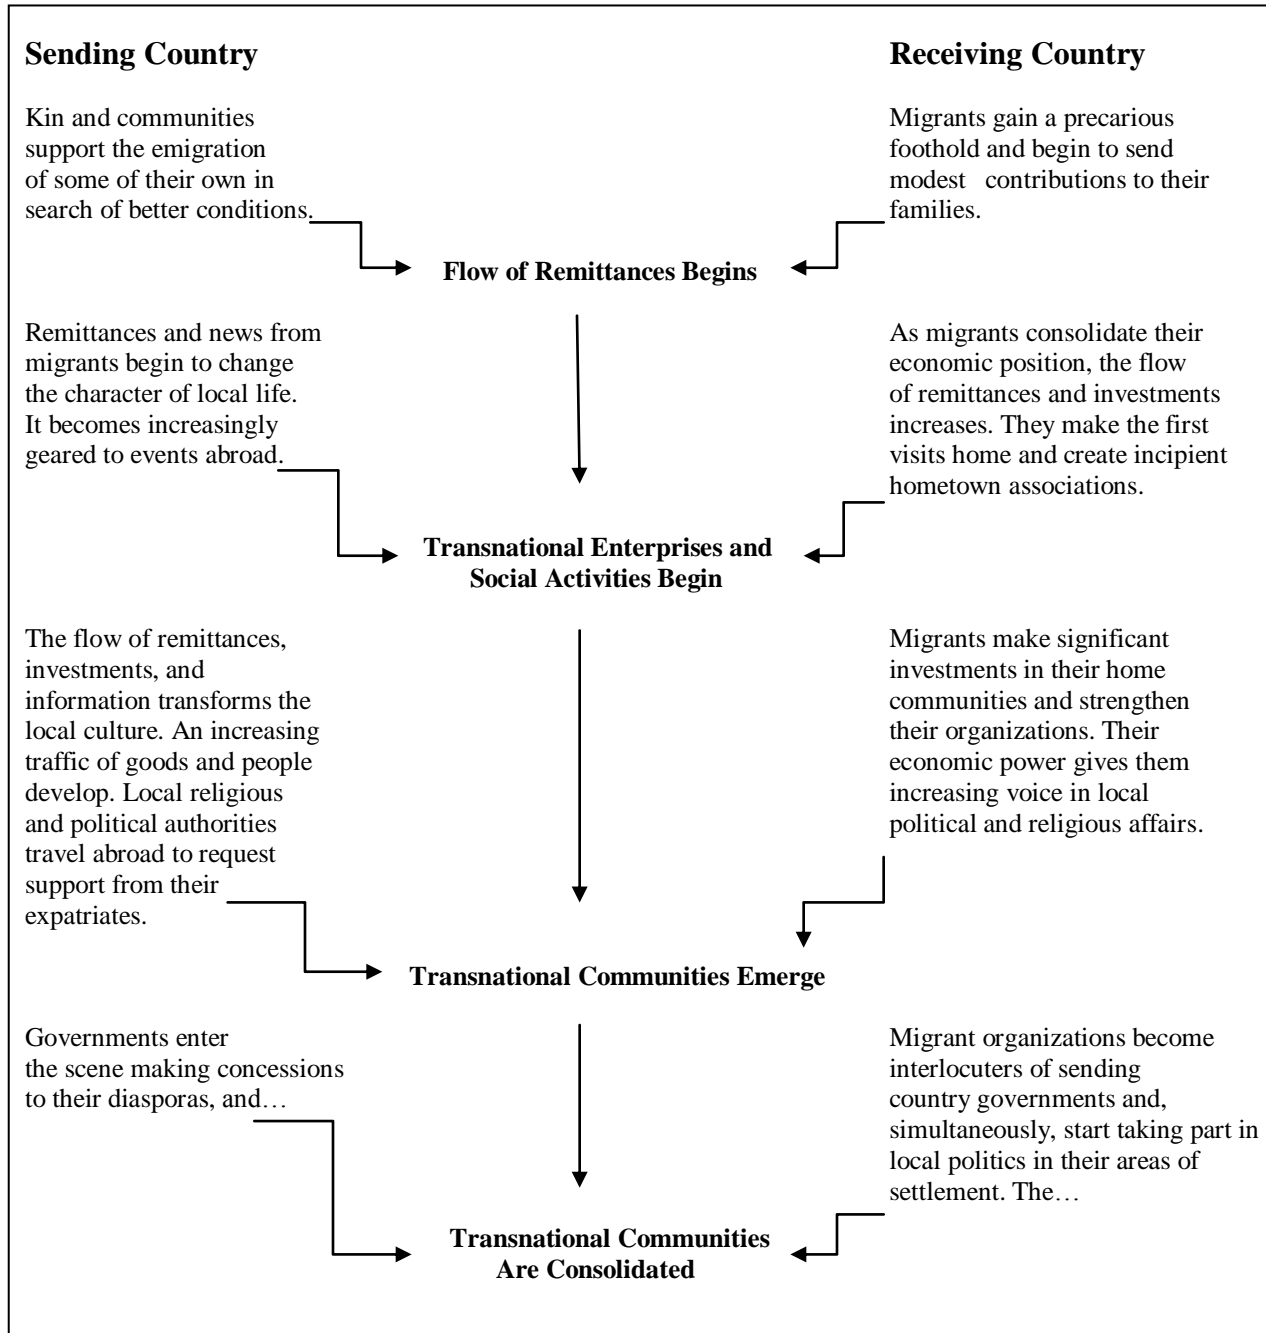 Sending Country
Receiving Country
Kin and communities
support the emigration
of some of their own in
search of better conditions.
Migrants gain a precarious
foothold and begin to send
modest contributions to their
families.
Flow of Remittances Begins
Remittances and news from
migrants begin to change
the character of local life.
It becomes increasingly
geared to events abroad.
As migrants consolidate their
economic position, the flow
of remittances and investments
increases. They make the first
visits home and create incipient
hometown associations.
Transnational Enterprises and
Social Activities Begin
The flow of remittances,
investments, and
information transforms the
local culture. An increasing
traffic of goods and people
develop. Local religious
and political authorities
travel abroad to request
support from their
expatriates.
Migrants make significant
investments in their home
communities and strengthen
their organizations. Their
economic power gives them
increasing voice in local
political and religious affairs.
Transnational Communities Emerge
Governments enter
the scene making concessions
to their diasporas, and…
Migrant organizations become
interlocuters of sending
country governments and,
simultaneously, start taking part in
local politics in their areas of
settlement. The…
Transnational Communities
Are Consolidated